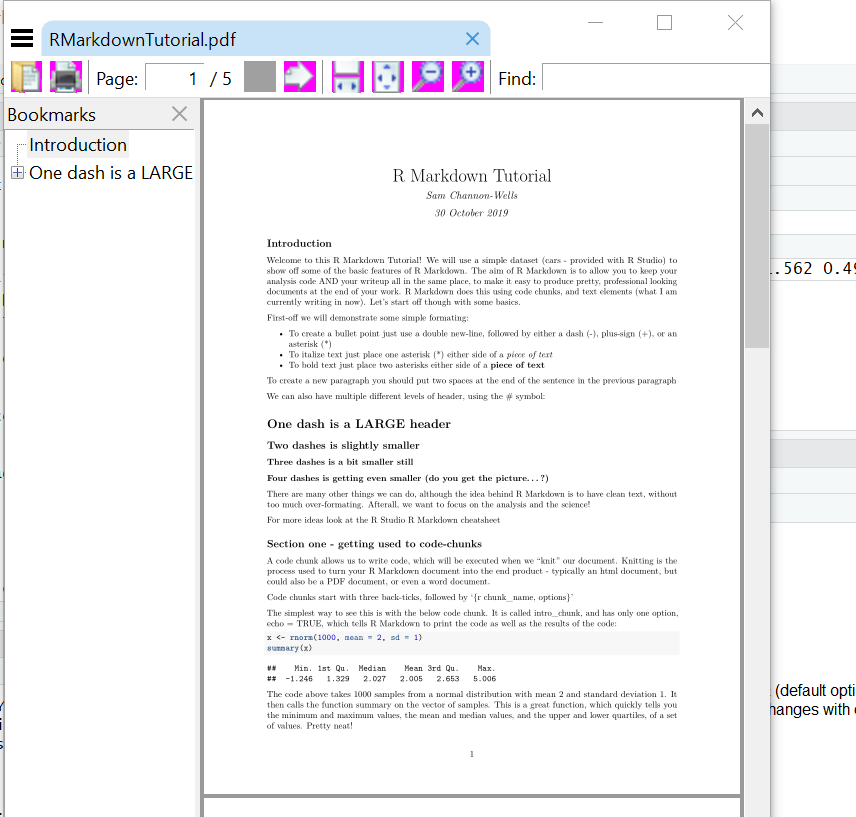 RMarkdownTutorial.pdf
Page: 1 / 5 Find:
Bookmarks
Introduction
One dash is a LARGE
R Markdown Tutorial
Sam Channon-Wells
30 October 2019
Introduction
Welcome to this R Markdown Tutorial! We will use a simple dataset (cars - provided with R Studio) to
show off some of the basic features of R Markdown. The aim of R Markdown is to allow you to keep your
analysis code AND your writeup all in the same place, to make it easy to produce pretty, professional looking
documents at the end of your work. R Markdown does this using code chunks, and text elements (what I am
currently writing in now). Let's start off though with some basics.
First-off we will demonstrate some simple formating:
• To create a bullet point just use a double new-line, followed by either a dash (-), plus-sign (+), or an
asterisk (*)
• To italize text just place one asterisk (*) either side of a piece of text
• To bold text just place two asterisks either side of a piece of text
To create a new paragraph you should put two spaces at the end of the sentence in the previous paragraph
We can also have multiple different levels of header, using the # symbol:
One dash is a LARGE header
Two dashes is slightly smaller
Three dashes is a bit smaller still
Four dashes is getting even smaller (do you get the picture...?)
There are many other things we can do, although the idea behind R Markdown is to have clean text, without
too much over-formating. Afterall, we want to focus on the analysis and the science!
For more ideas look at the R Studio R Markdown cheatsheet
Section one - getting used to code-chunks
A code chunk allows us to write code, which will be executed when we "knit" our document. Knitting is the
process used to turn your R Markdown document into the end product - typically an html document, but
could also be a PDF document, or even a word document.
Code chunks start with three back-ticks, followed by '{r chunk_name, options}'
The simplest way to see this is with the below code chunk. It is called intro_chunk, and has only one option,
echo = TRUE, which tells R Markdown to print the code as well as the results of the code:
x <- rnorm(1000, mean = 2, sd = 1)
summary(x)
## Min. 1st Qu. Median Mean 3rd Qu. Max.
## -1.246 1.329 2.027 2.005 2.653 5.006
The code above takes 1000 samples from a normal distribution with mean 2 and standard deviation 1. It
then calls the function summary on the vector of samples. This is a great function, which quickly tells you
the minimum and maximum values, the mean and median values, and the upper and lower quartiles, of a set
of values. Pretty neat!
1
.562 0.49
(default opti
hanges with